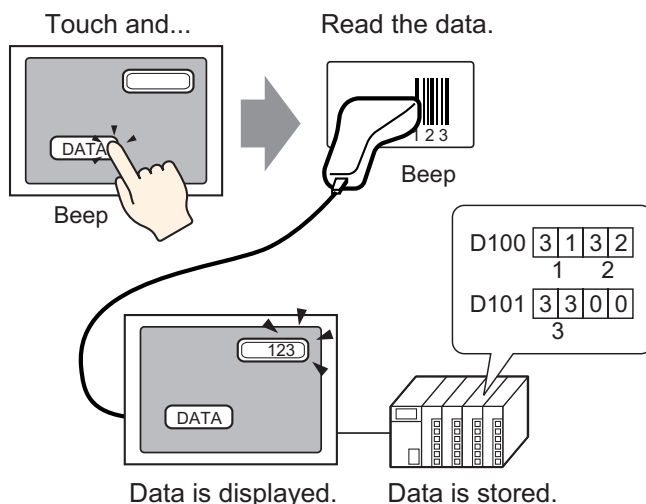 Touch and...
Read the data.
DATA
Beep
123
Beep
D100 3 1 3 2
1 2
D101 3 3 0 0
3
123
DATA
Data is displayed.
Data is stored.